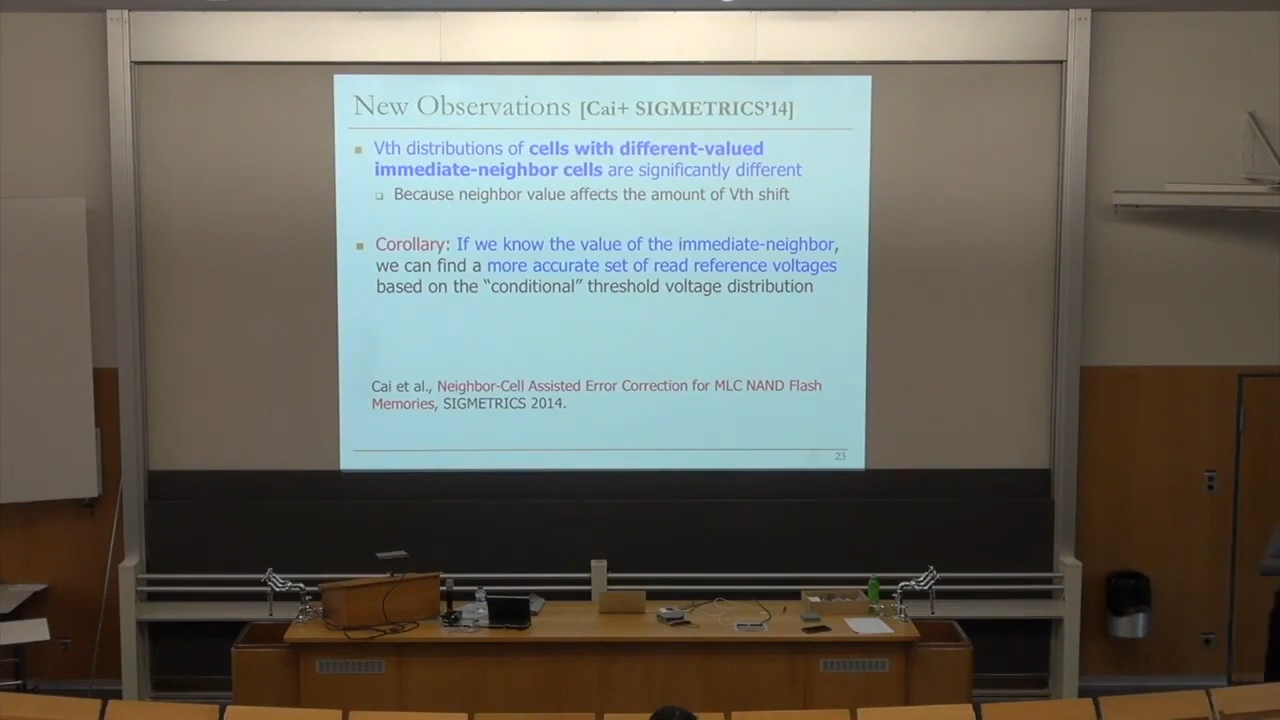 New Observations [Cai+ SIGMETRICS'14]
Vth distributions of cells with different-valued
immediate-neighbor cells are significantly different
Because neighbor value affects the amount of Vth shift
Corollary: If we know the value of the immediate-neighbor,
we can find a more accurate set of read reference voltages
based on the “conditional” threshold voltage distribution
Cai et al., Neighbor-Cell Assisted Error Correction for MLC NAND Flash
Memories, SIGMETRICS 2014.
23